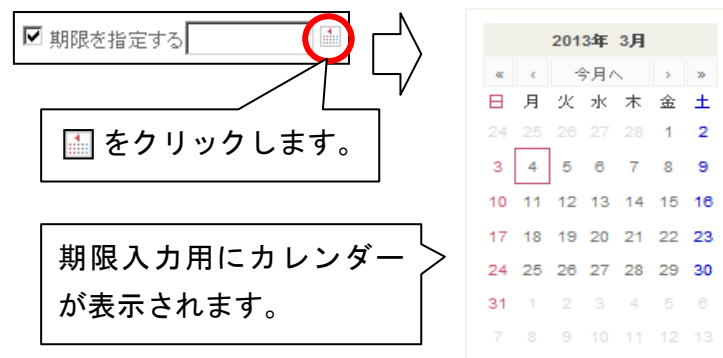 期限を指定する
をクリックします。
期限入力用にカレンダー
が表示されます。
2013年 3月
« ‹ 今月へ › »
日 月 火 水 木 金 土
24 25 26 27 28 1 2
3 4 5 6 7 8 9
10 11 12 13 14 15 16
17 18 19 20 21 22 23
24 25 26 27 28 29 30
31 1 2 3 4 5 6
7 8 9 10 11 12 13